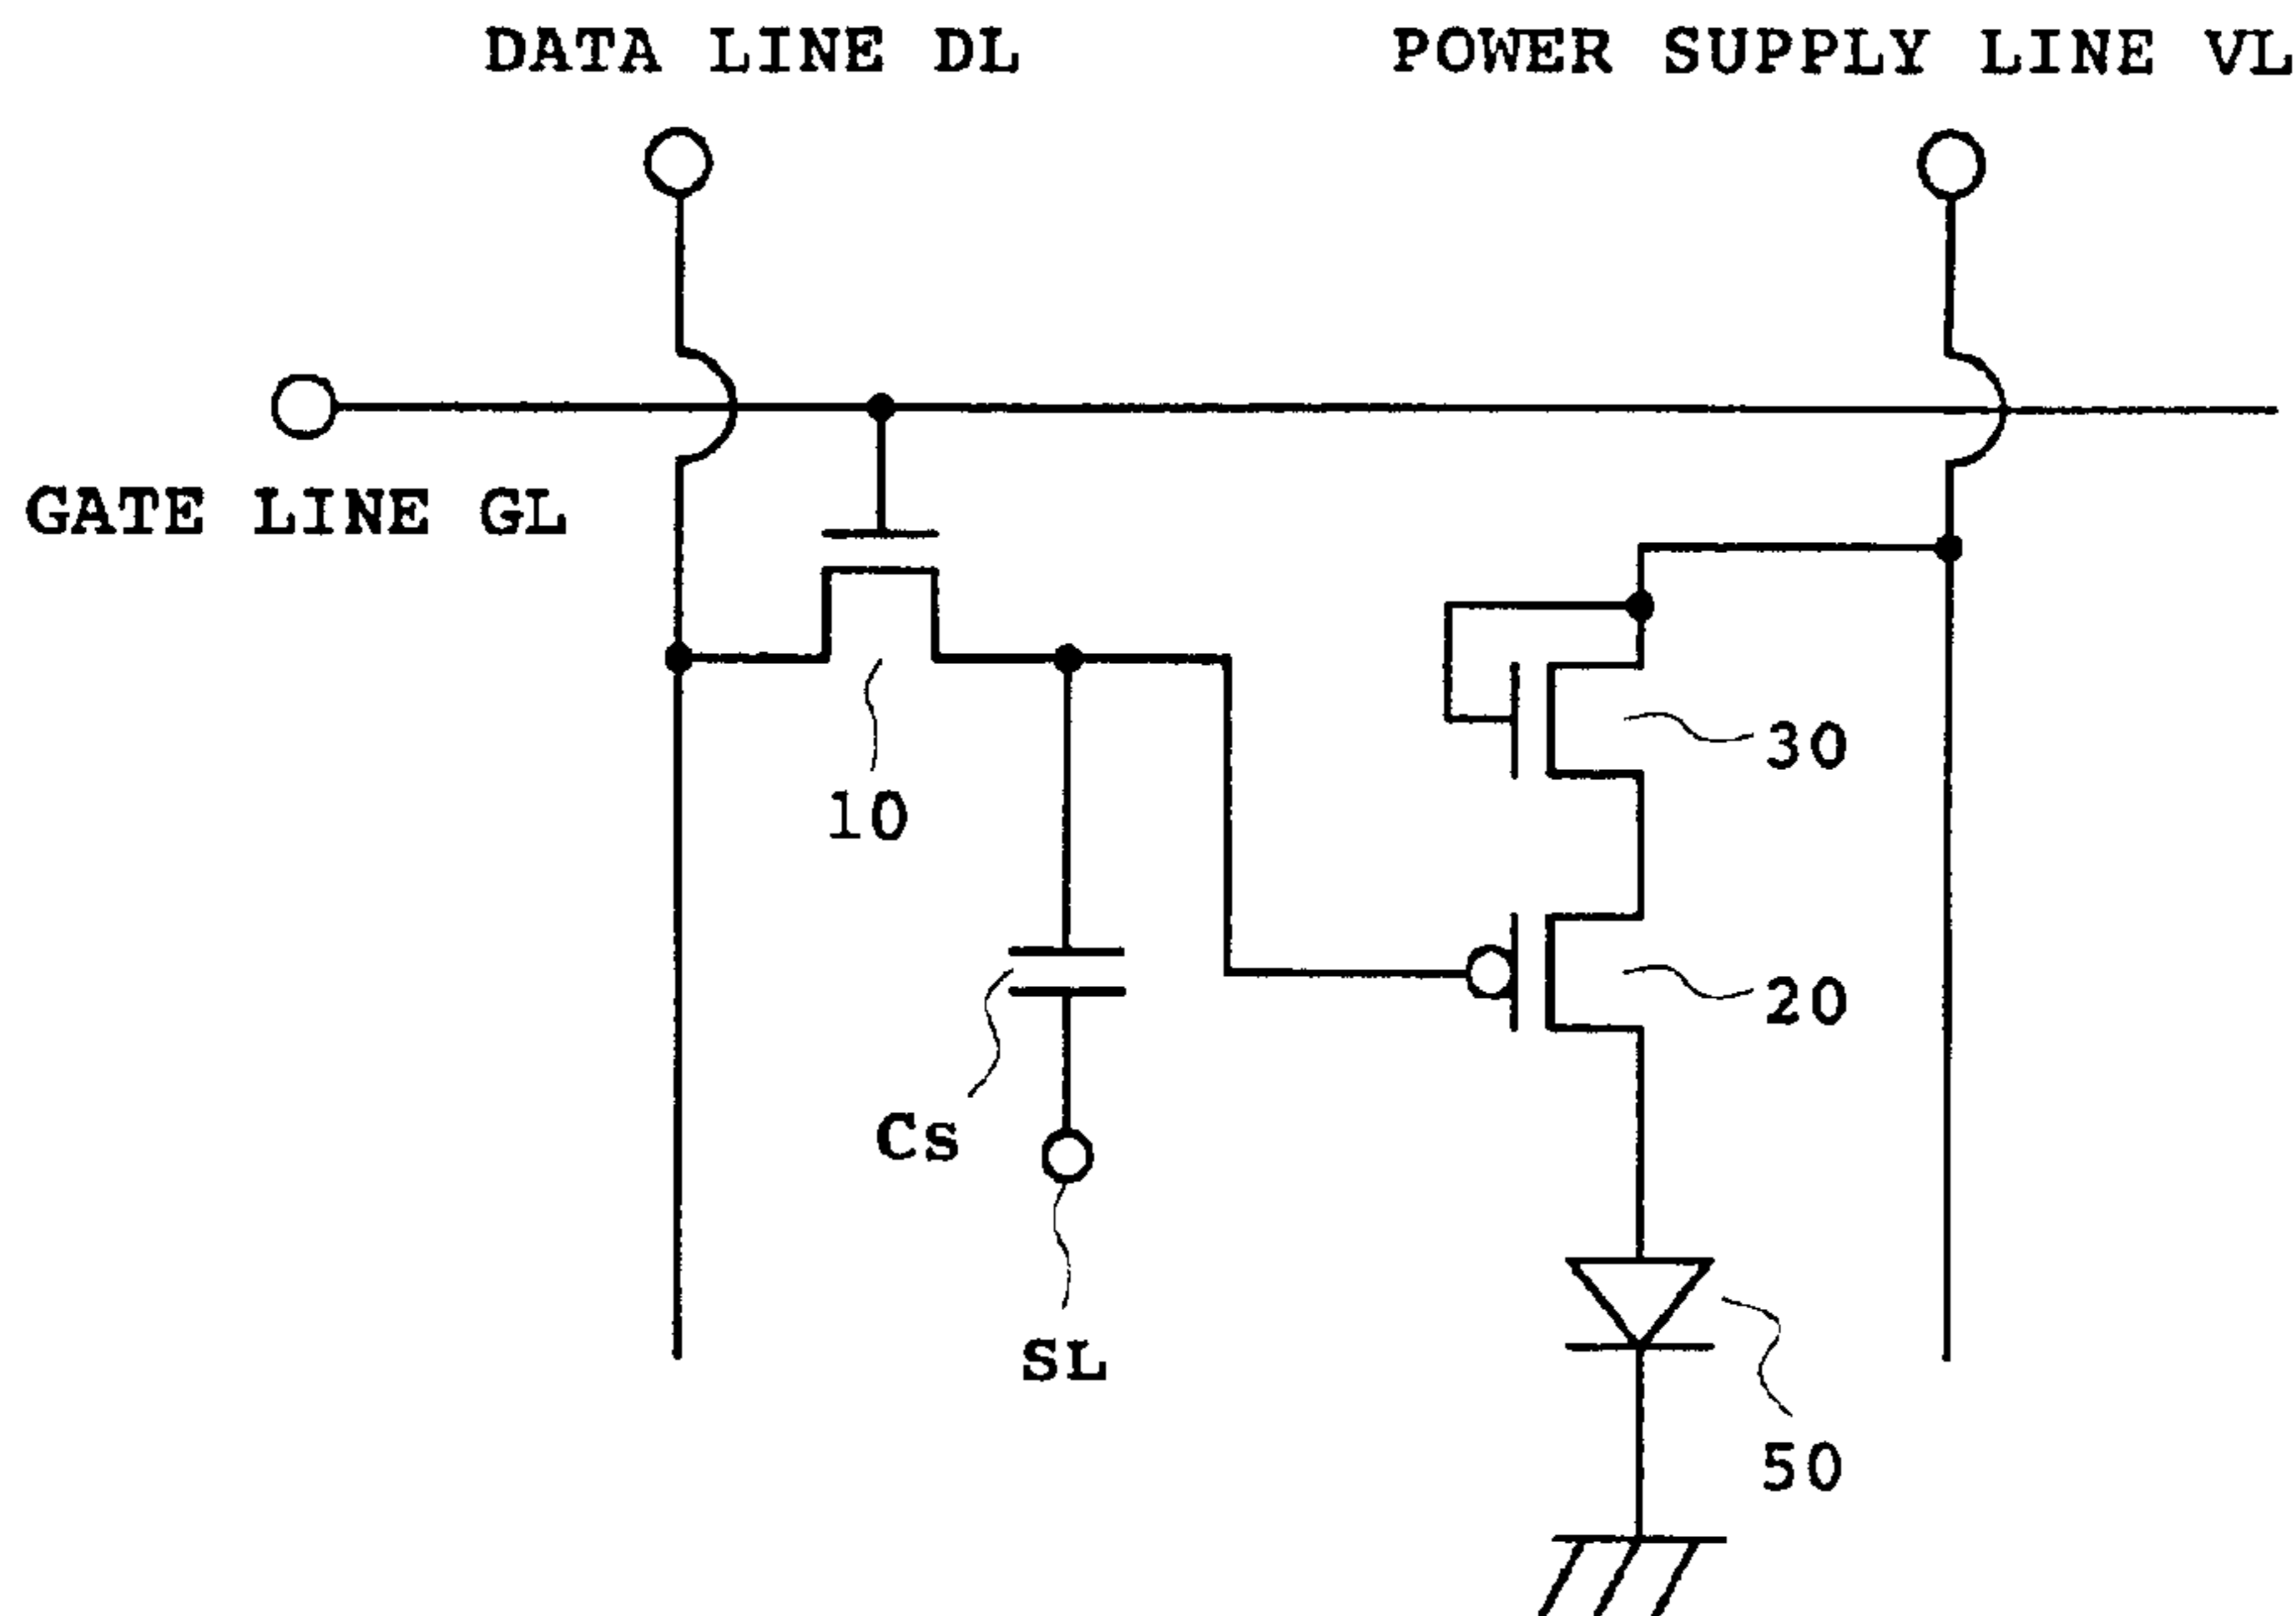 DATA LINE DL
POWER SUPPLY LINE VL
GATE LINE GL
30
10
20
Cs
SL
50